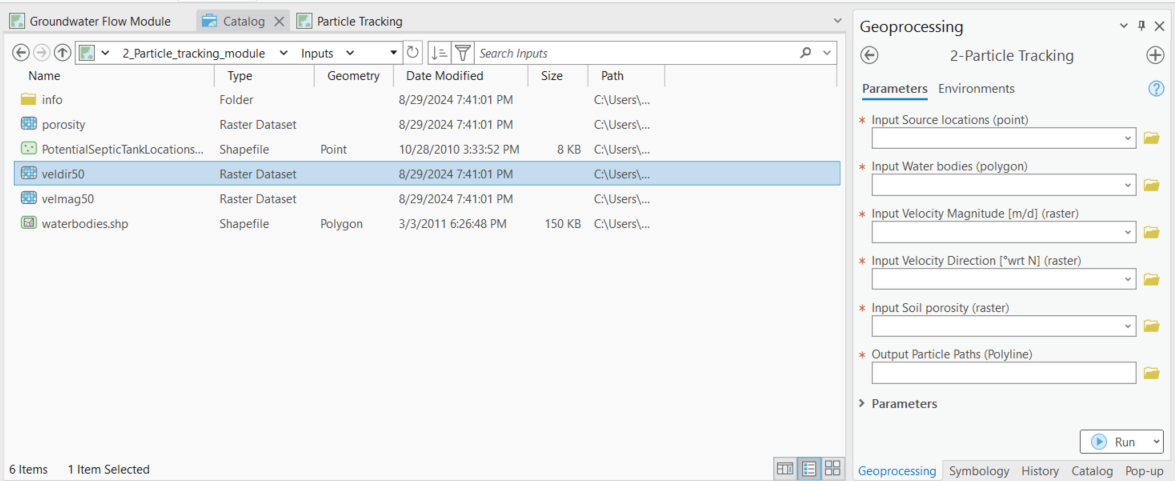 Groundwater Flow Module
Catalog
Particle Tracking
2_Particle_tracking_module
Inputs
Search Inputs
Name Type Geometry Date Modified Size Path
info Folder 8/29/2024 7:41:01 PM C:\Users\...
porosity Raster Dataset 8/29/2024 7:41:01 PM C:\Users\...
PotentialSepticTankLocations... Shapefile Point 10/28/2010 3:33:52 PM 8 KB C:\Users\...
veldir50 Raster Dataset 8/29/2024 7:41:01 PM C:\Users\...
velmag50 Raster Dataset 8/29/2024 7:41:01 PM C:\Users\...
waterbodies.shp Shapefile Polygon 3/3/2011 6:26:48 PM 150 KB C:\Users\...
6 Items 1 Item Selected
Geoprocessing
2-Particle Tracking
Parameters Environments
* Input Source locations (point)
* Input Water bodies (polygon)
* Input Velocity Magnitude [m/d] (raster)
* Input Velocity Direction [°wrt N] (raster)
* Input Soil porosity (raster)
* Output Particle Paths (Polyline)
Parameters
Run
Geoprocessing Symbology History Catalog Pop-up